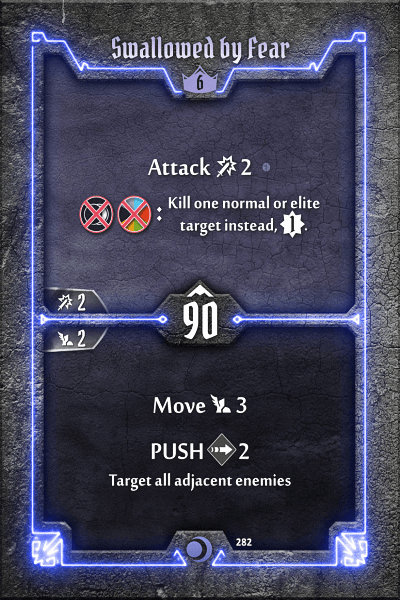 Swallowed by Fear
6
Attack 2
: Kill one normal or elite
target instead, 1.
2
90
2
Move 3
PUSH 2
Target all adjacent enemies
282